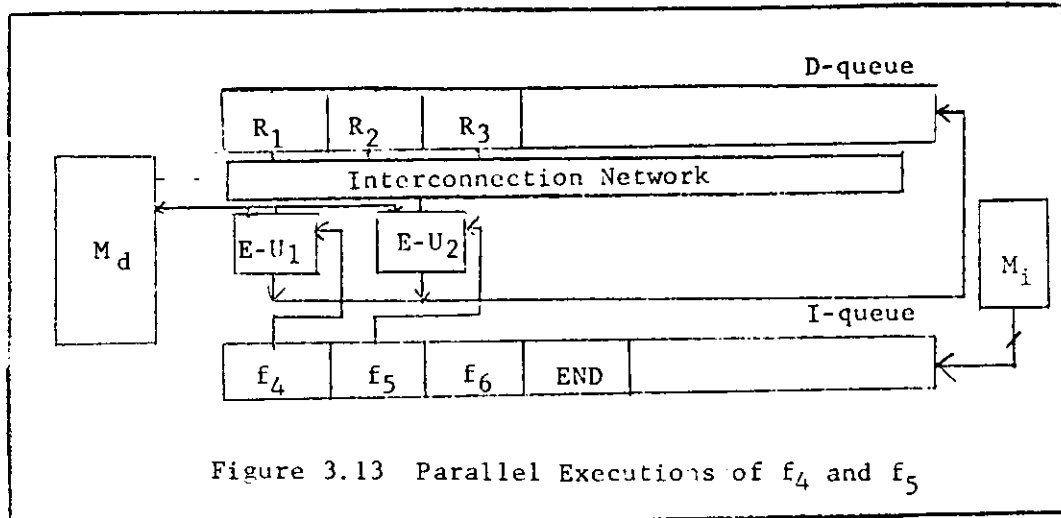 D-queue
R1 R2 R3
Interconnection Network
Md
E-U1 E-U2
Mi
I-queue
f4 f5 f6 END
Figure 3.13 Parallel Executions of f4 and f5